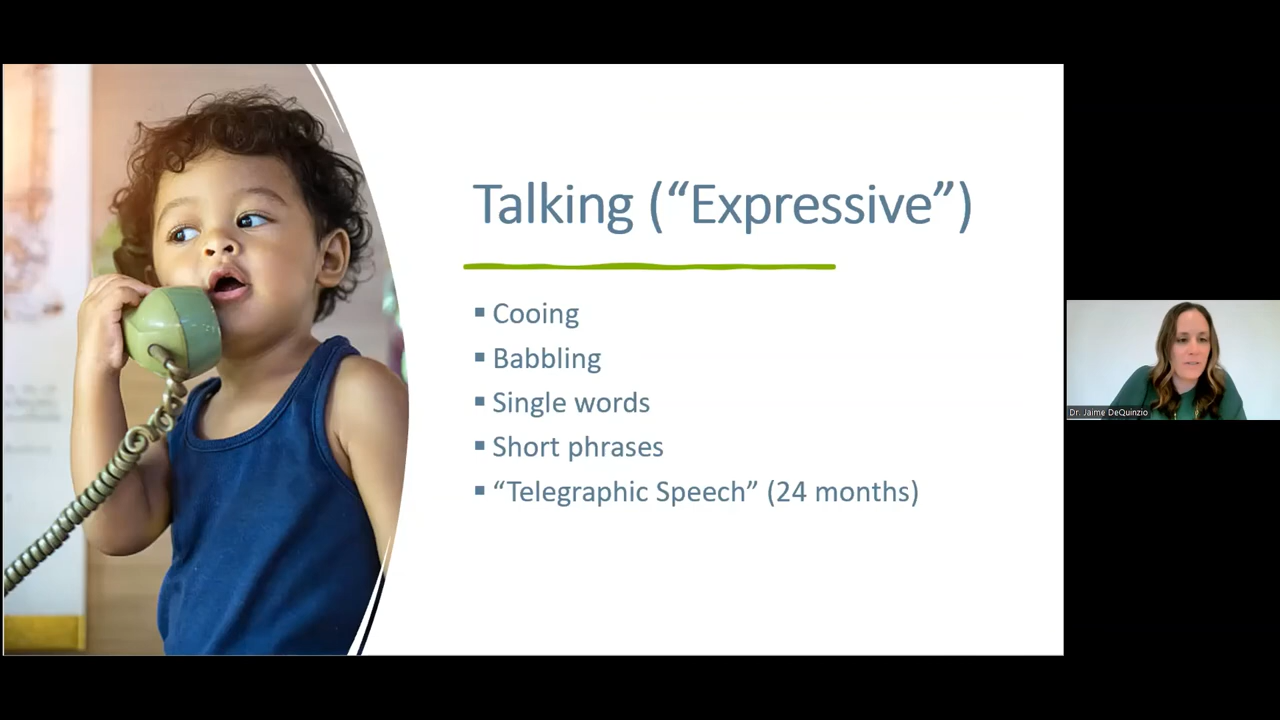 Talking (“Expressive”)
▪ Cooing
▪ Babbling
▪ Single words
▪ Short phrases
▪ “Telegraphic Speech” (24 months)
Dr. Jaime DeQuinzio